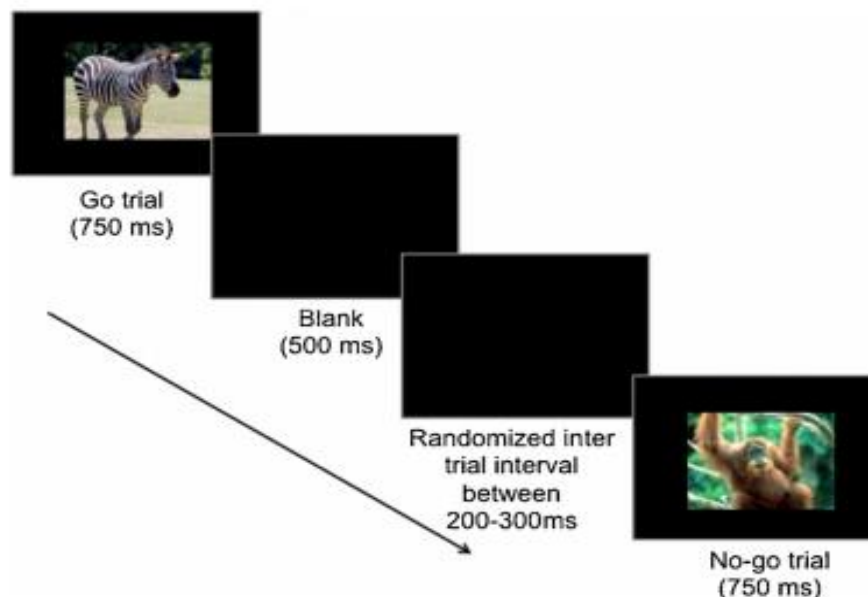 Go trial
(750 ms)
Blank
(500 ms)
Randomized inter
trial interval
between
200-300ms
No-go trial
(750 ms)